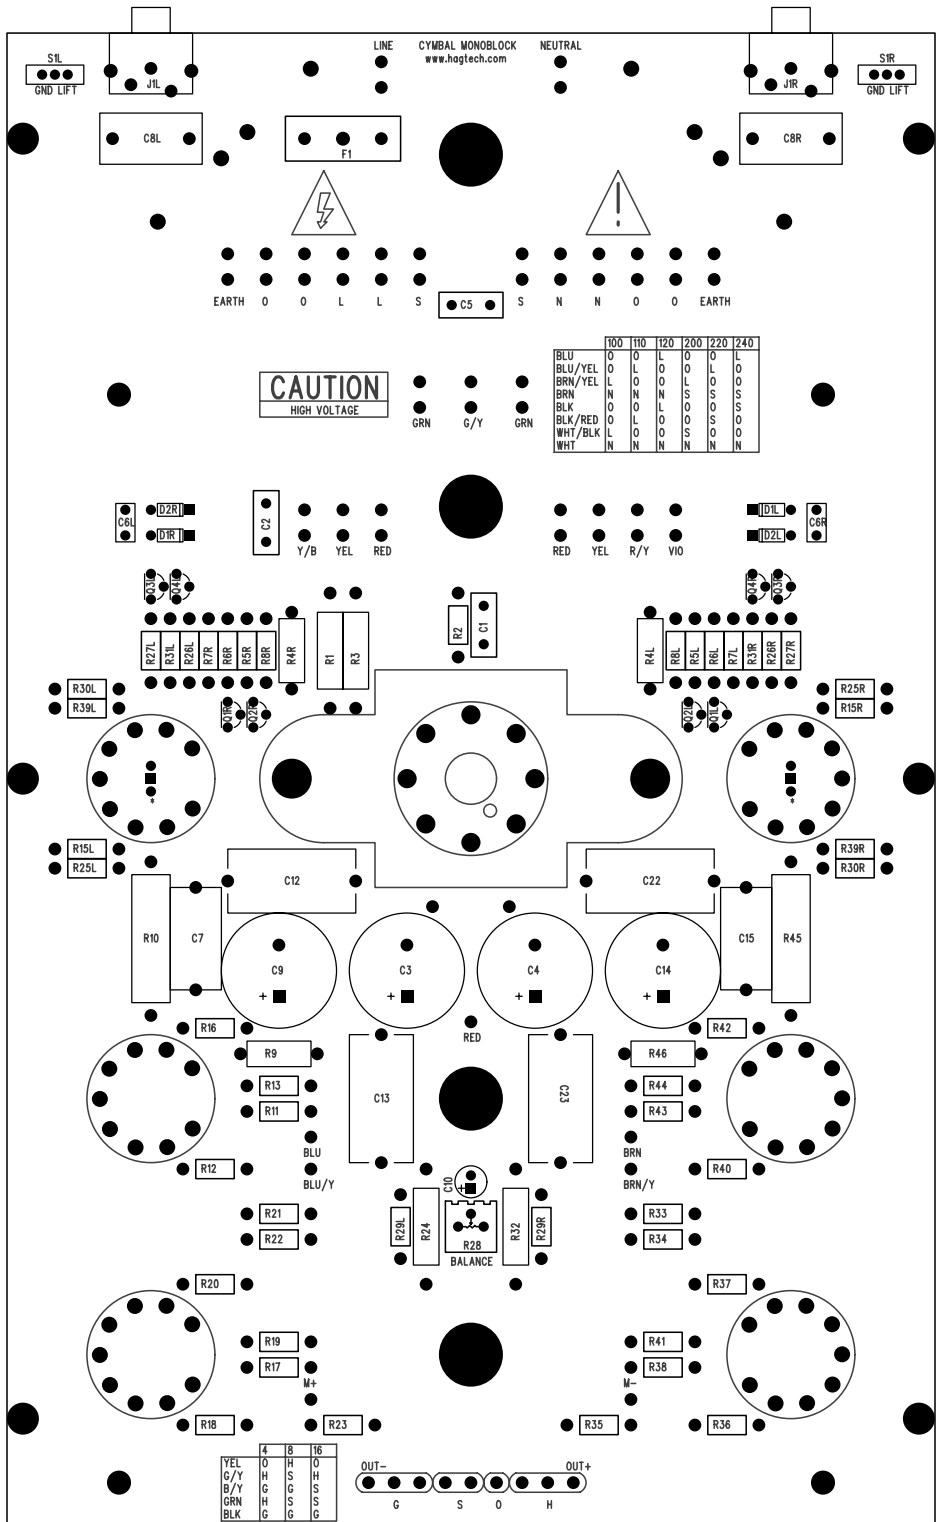 LINE CYMBAL MONOBLOCK NEUTRAL
www.hagtech.com
S1L S1R
GND LIFT J1L J1R GND LIFT
C8L F1 C8R
EARTH O O L L S C5 S N N O O EARTH
100 110 120 200 220 240
BLU O O L O O L
BLU/YEL O L O O L O
BRN/YEL L O O L O O
BRN N N N S S S
BLK O O L O O S
BLK/RED O L O O S O
WHT/BLK L O O S O O
WHT N N N N N N
CAUTION
HIGH VOLTAGE
GRN G/Y GRN
D2R D1L
C6L C2 C6R
D1R D2L
Y/B YEL RED RED YEL R/Y VIO
Q3L Q4L Q4R Q3R
R27L R31L R26L R7R R6R R5R R8R R4R R1 R3 R2 C1 R4L R8L R5L R6L R7L R31R R26R R27R
R30L R25R
R39L Q1R Q2R Q2L Q1L R15R
* *
R15L R39R
R25L R30R
C12 C22
R10 C7 C15 R45
C9 C3 C4 C14
+ + + +
R16 RED R42
R9 R46
R13 R44
C13 C23
R11 R43
BLU BRN
R12 R40
BLU/Y C10 + BRN/Y
R21 R29L R24 R32 R29R R33
R22 R28 R34
BALANCE
R20 R37
R19 R41
R17 R38
M+ M-
R18 R23 R35 R36
4 8 16
YEL O H O
G/Y H S H
B/Y G G S
GRN H S S
BLK G G G
OUT- OUT+
G S O H